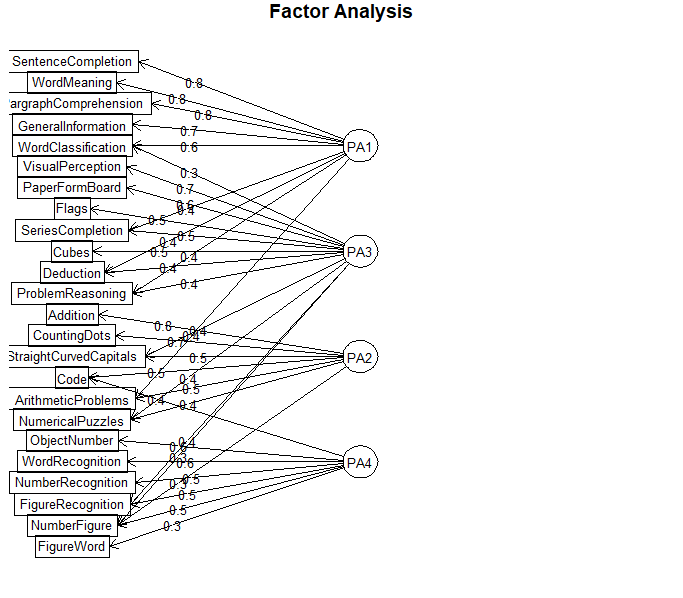 Factor Analysis
SentenceCompletion
WordMeaning
aragraphComprehension
GeneralInformation
WordClassification
VisualPerception
PaperFormBoard
Flags
SeriesCompletion
Cubes
Deduction
ProblemReasoning
Addition
CountingDots
StraightCurvedCapitals
Code
ArithmeticProblems
NumericalPuzzles
ObjectNumber
WordRecognition
NumberRecognition
FigureRecognition
NumberFigure
FigureWord
0.8
0.8
0.8
0.7
0.6
0.3
0.7
0.6
0.4
0.5
0.5
0.4
0.5
0.4
0.4
0.4
0.8
0.4
0.4
0.7
0.5
0.5
0.4
0.5
0.4
0.4
0.4
0.6
0.3
0.6
0.5
0.5
0.5
0.3
PA1
PA3
PA2
PA4